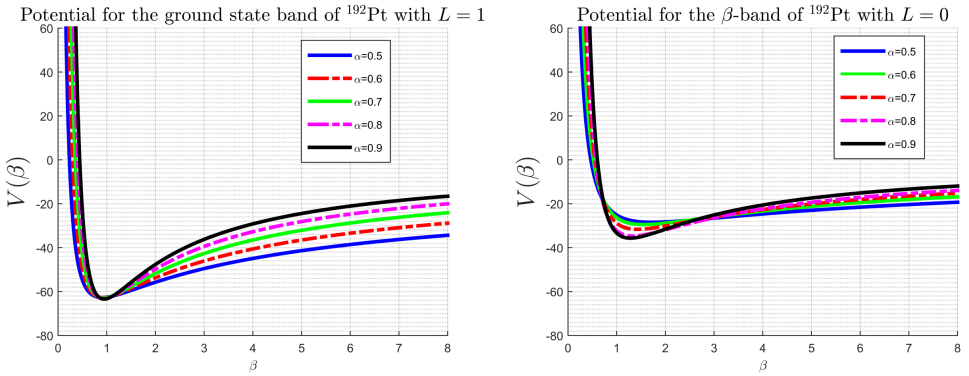 Potential for the ground state band of ¹⁹²Pt with L = 1
V(β)
60
40
20
0
-20
-40
-60
-80
0 1 2 3 4 5 6 7 8
β
α=0.5
α=0.6
α=0.7
α=0.8
α=0.9
Potential for the β-band of ¹⁹²Pt with L = 0
V(β)
60
40
20
0
-20
-40
-60
-80
0 1 2 3 4 5 6 7 8
β
α=0.5
α=0.6
α=0.7
α=0.8
α=0.9